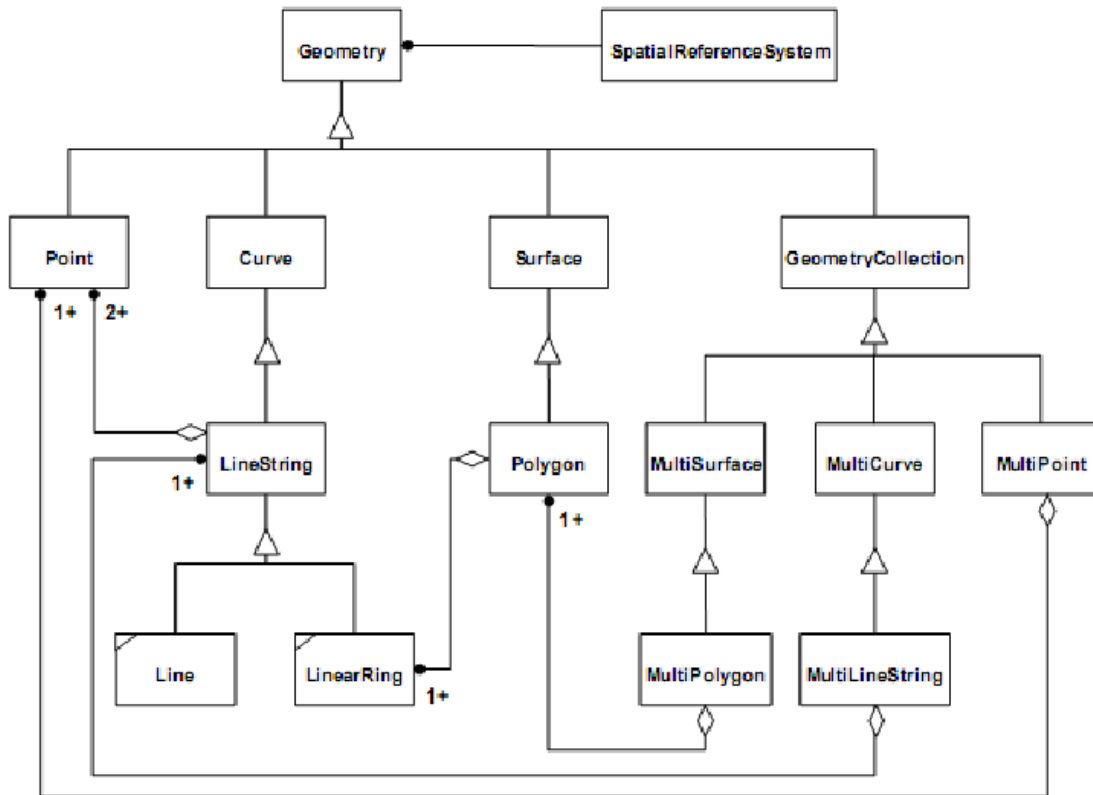 Geometry
SpatialReferenceSystem
Point
Curve
Surface
GeometryCollection
1+
2+
LineString
Polygon
MultiSurface
MultiCurve
MultiPoint
1+
1+
Line
LinearRing
MultiPolygon
MultiLineString
1+